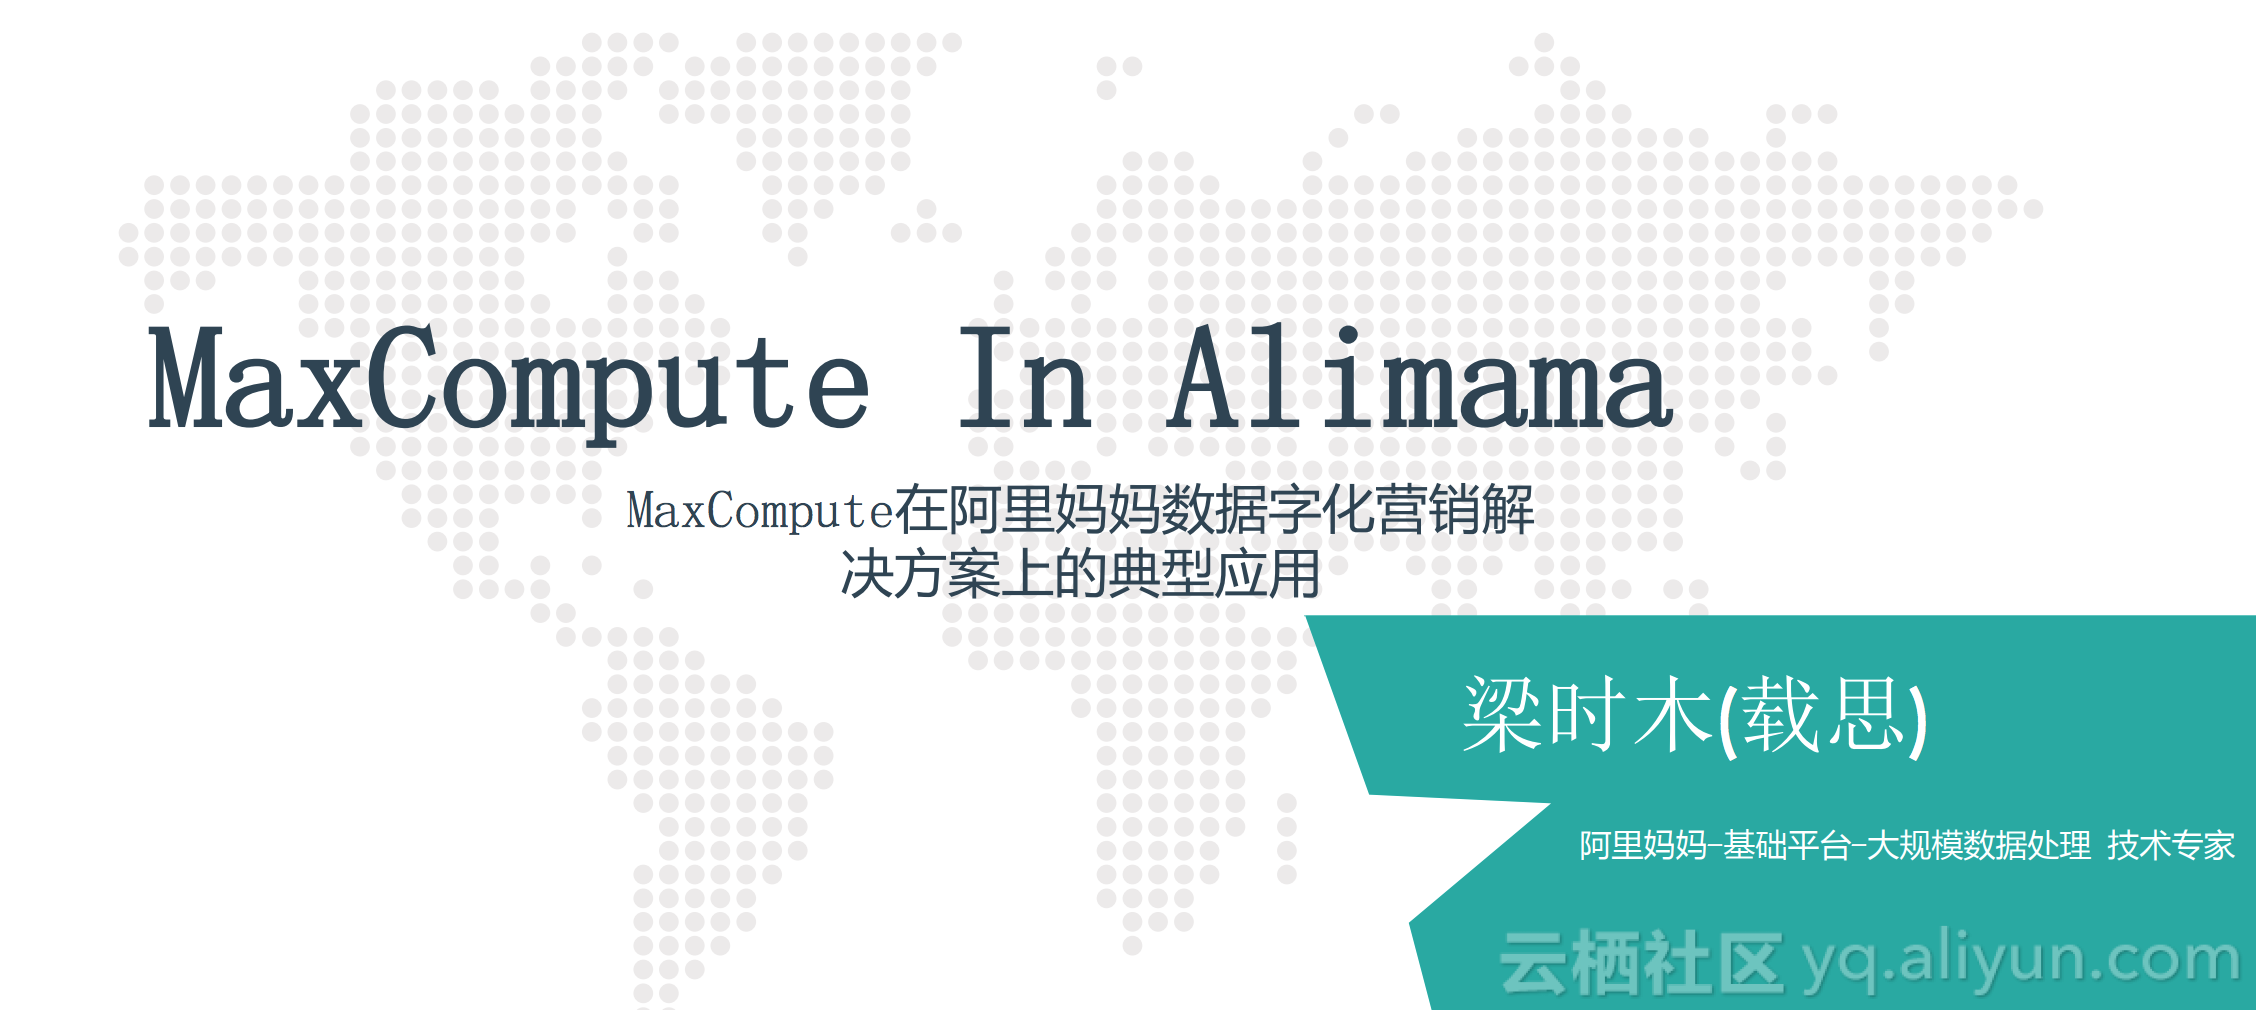 MaxCompute In Alimama
MaxCompute在阿里妈妈数据字化营销解
决方案上的典型应用
梁时木(载思)
阿里妈妈-基础平台-大规模数据处理 技术专家
云栖社区 yq.aliyun.com